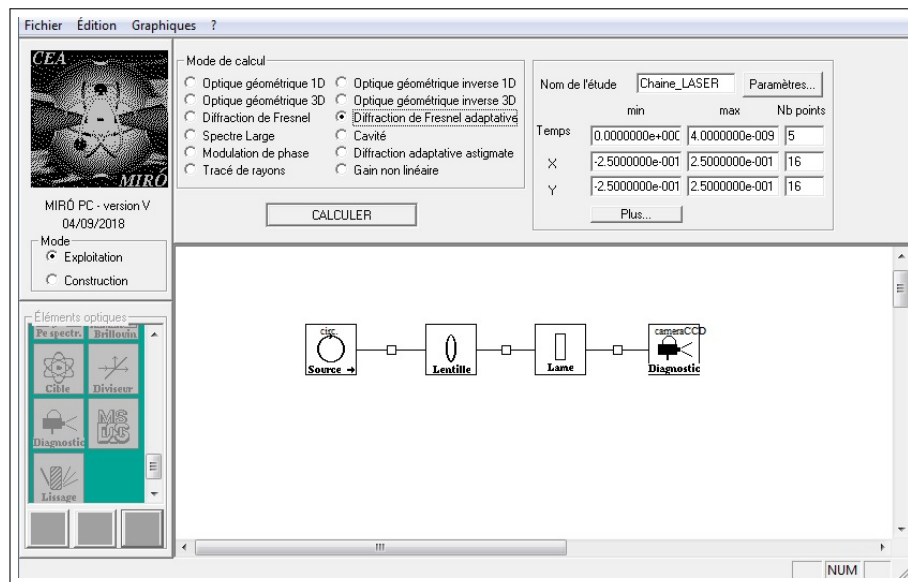 Fichier Édition Graphiques ?
CEA
MIRÓ
MIRÓ PC - version V
04/09/2018
Mode
Exploitation
Construction
Éléments optiques
Pe spectr. Brillouin
Cible Diviseur
Diagnostic
Lissage
Mode de calcul
Optique géométrique 1D Optique géométrique inverse 1D
Optique géométrique 3D Optique géométrique inverse 3D
Diffraction de Fresnel Diffraction de Fresnel adaptative
Spectre Large Cavité
Modulation de phase Diffraction adaptative astigmate
Tracé de rayons Gain non linéaire
CALCULER
Nom de l'étude Chaine_LASER Paramètres...
min max Nb points
Temps 0.0000000e+000 4.0000000e-009 5
X -2.5000000e-001 2.5000000e-001 16
Y -2.5000000e-001 2.5000000e-001 16
Plus...
circ. cameraCCD
Source → Lentille Lame Diagnostic
NUM